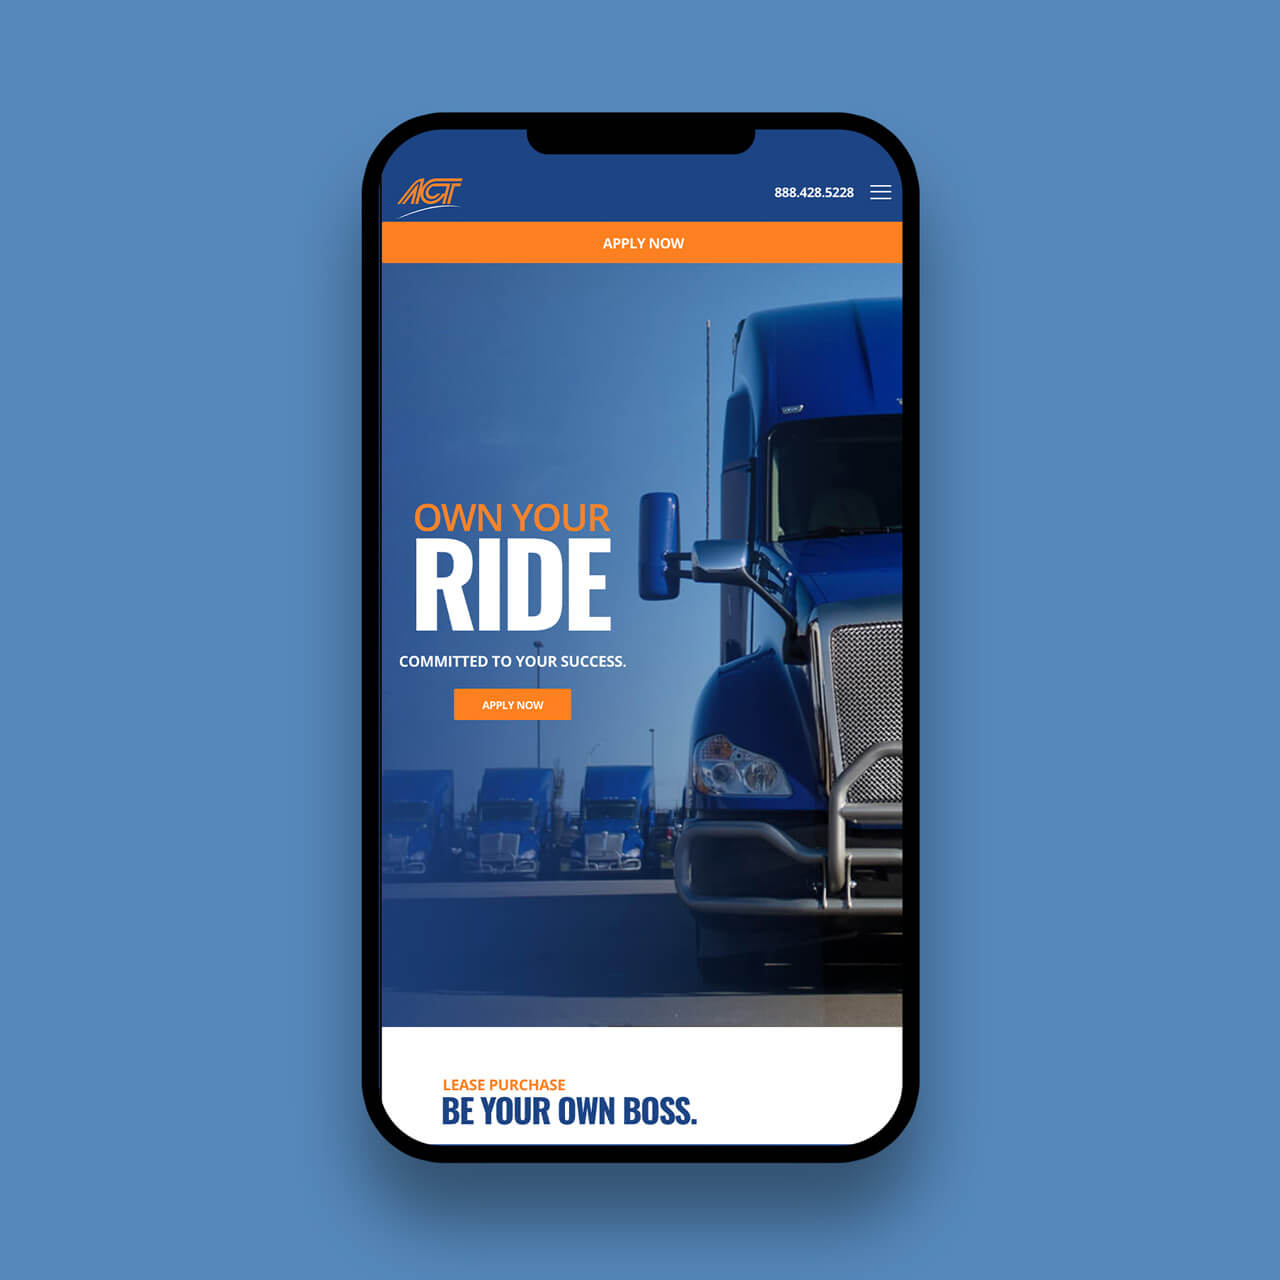 ACT
888.428.5228
APPLY NOW
OWN YOUR
RIDE
COMMITTED TO YOUR SUCCESS.
APPLY NOW
LEASE PURCHASE
BE YOUR OWN BOSS.